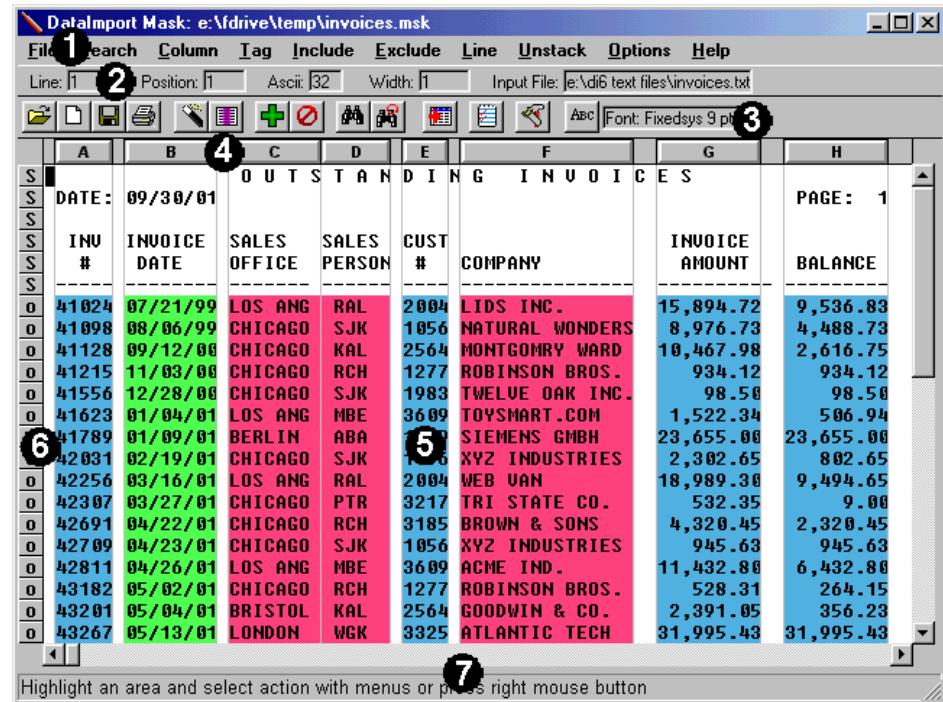 DataImport Mask: e:\fdrive\temp\invoices.msk
1 Column Tag Include Exclude Line Unstack Options Help
Line: 1 2 Position: 1 Ascii: 32 Width: 1 Input File: e:\di6 text files\invoices.txt
ABC Font: Fixedsys 9 pt 3
A B 4 C D E F G H
S O U T S T A N D I N G I N V O I C E S
S DATE: 09/30/01 PAGE: 1
S
S INV INVOICE SALES SALES CUST INVOICE
S # DATE OFFICE PERSON # COMPANY AMOUNT BALANCE
S ----- -------- -------- ------ ---- ---------------- --------- ---------
o 41024 07/21/99 LOS ANG RAL 2004 LIDS INC. 15,894.72 9,536.83
o 41098 08/06/99 CHICAGO SJK 1056 NATURAL WONDERS 8,976.73 4,488.73
o 41128 09/12/00 CHICAGO KAL 2564 MONTGOMRY WARD 10,467.98 2,616.75
o 41215 11/03/00 CHICAGO RCH 1277 ROBINSON BROS. 934.12 934.12
o 41556 12/28/00 CHICAGO SJK 1983 TWELVE OAK INC. 98.50 98.50
o 41623 01/04/01 LOS ANG MBE 3609 TOYSMART.COM 1,522.34 506.94
6 41789 01/09/01 BERLIN ABA 5 SIEMENS GMBH 23,655.00 23,655.00
42031 02/19/01 CHICAGO SJK XYZ INDUSTRIES 2,302.65 802.65
o 42256 03/16/01 LOS ANG RAL 2004 WEB VAN 18,989.30 9,494.65
o 42307 03/27/01 CHICAGO PTR 3217 TRI STATE CO. 532.35 9.00
o 42691 04/22/01 CHICAGO RCH 3185 BROWN & SONS 4,320.45 2,320.45
o 42709 04/23/01 CHICAGO SJK 1056 XYZ INDUSTRIES 945.63 945.63
o 42811 04/26/01 LOS ANG MBE 3609 ACME IND. 11,432.80 6,432.80
o 43182 05/02/01 CHICAGO RCH 1277 ROBINSON BROS. 528.31 264.15
o 43201 05/04/01 BRISTOL KAL 2564 GOODWIN & CO. 2,391.05 356.23
o 43267 05/13/01 LONDON WGK 3325 ATLANTIC TECH 31,995.43 31,995.43
7
Highlight an area and select action with menus or right mouse button